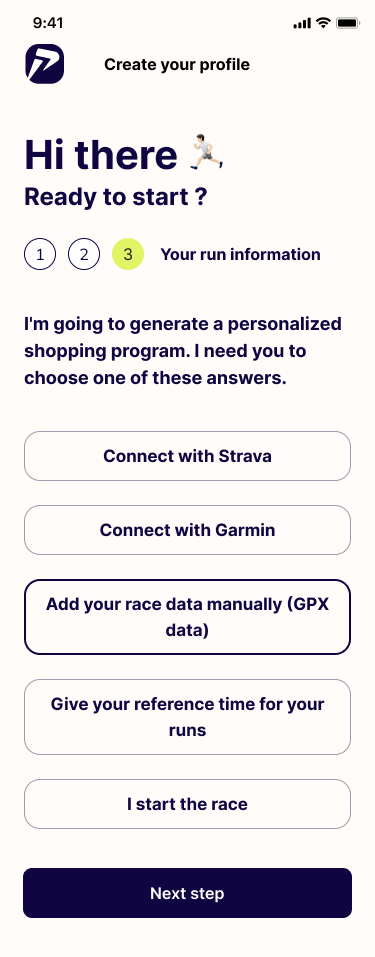 9:41
Create your profile
Hi there
Ready to start ?
1 2 3 Your run information
I'm going to generate a personalized
shopping program. I need you to
choose one of these answers.
Connect with Strava
Connect with Garmin
Add your race data manually (GPX
data)
Give your reference time for your
runs
I start the race
Next step